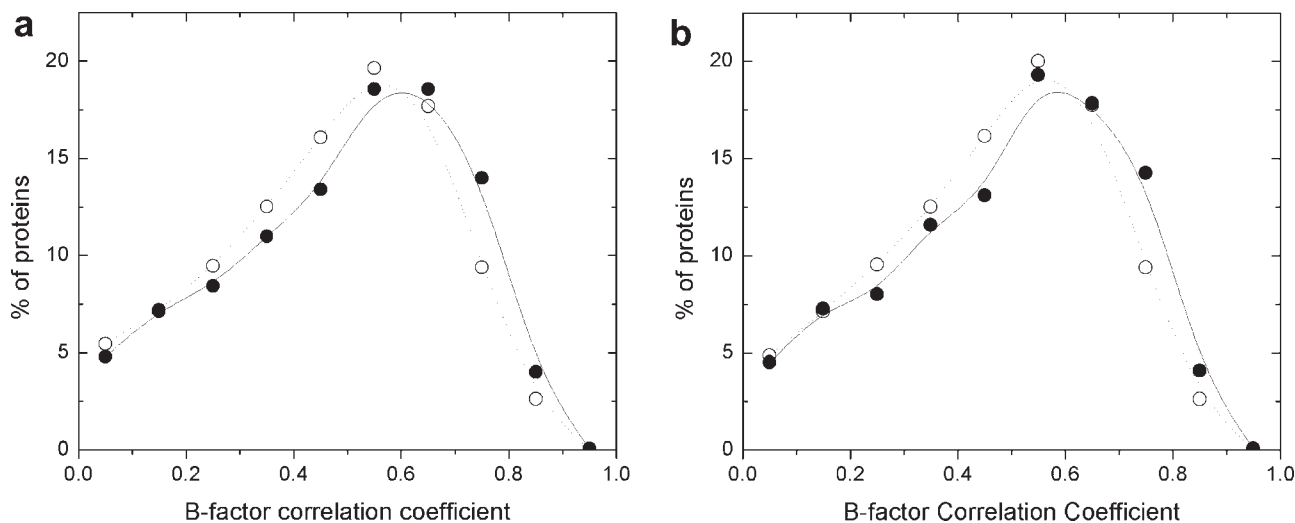 a
20
15
10
5
0
% of proteins
0.0 0.2 0.4 0.6 0.8 1.0
B-factor correlation coefficient
b
20
15
10
5
0
% of proteins
0.0 0.2 0.4 0.6 0.8 1.0
B-factor Correlation Coefficient